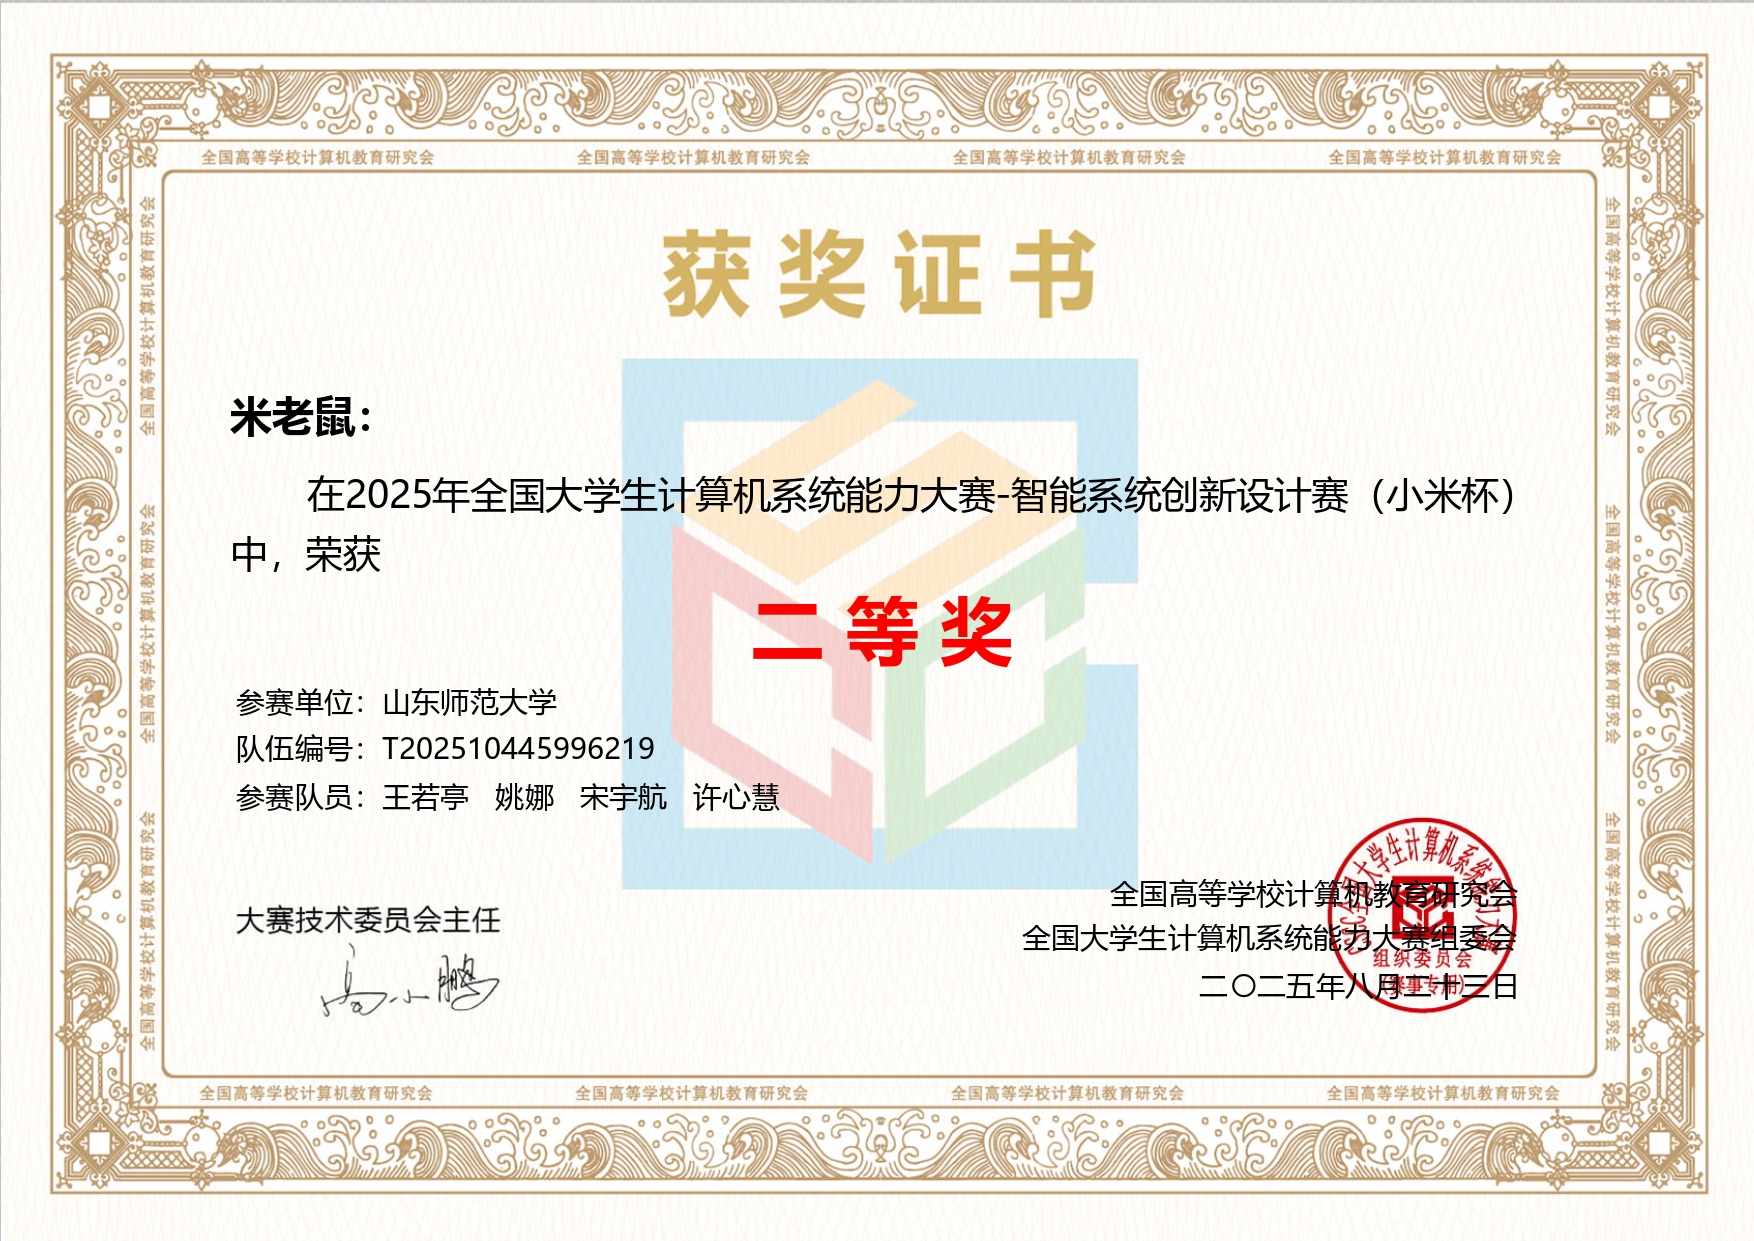 全国高等学校计算机教育研究会 全国高等学校计算机教育研究会 全国高等学校计算机教育研究会 全国高等学校计算机教育研究会
全国高等学校计算机教育研究会
全国高等学校计算机教育研究会
全国高等学校计算机教育研究会
获奖证书
米老鼠：
在2025年全国大学生计算机系统能力大赛-智能系统创新设计赛（小米杯）
中，荣获
二等奖
参赛单位：山东师范大学
队伍编号：T202510445996219
参赛队员：王若亭 姚娜 宋宇航 许心慧
大赛技术委员会主任
高小鹏
全国高等学校计算机教育研究会
全国大学生计算机系统能力大赛组委会
二〇二五年八月二十三日
全国大学生计算机系统能力大赛
组织委员会
（赛事专用）
全国高等学校计算机教育研究会
全国高等学校计算机教育研究会
全国高等学校计算机教育研究会
全国高等学校计算机教育研究会 全国高等学校计算机教育研究会 全国高等学校计算机教育研究会 全国高等学校计算机教育研究会